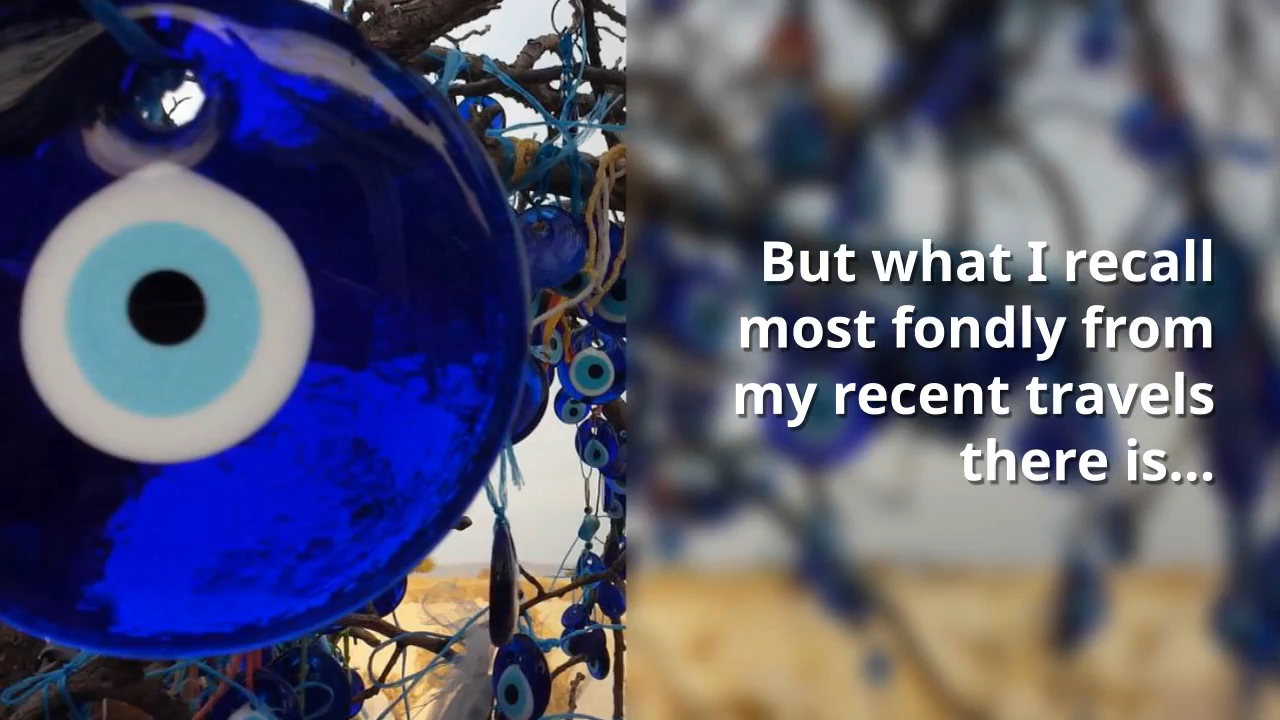 But what I recall
most fondly from
my recent travels
there is...